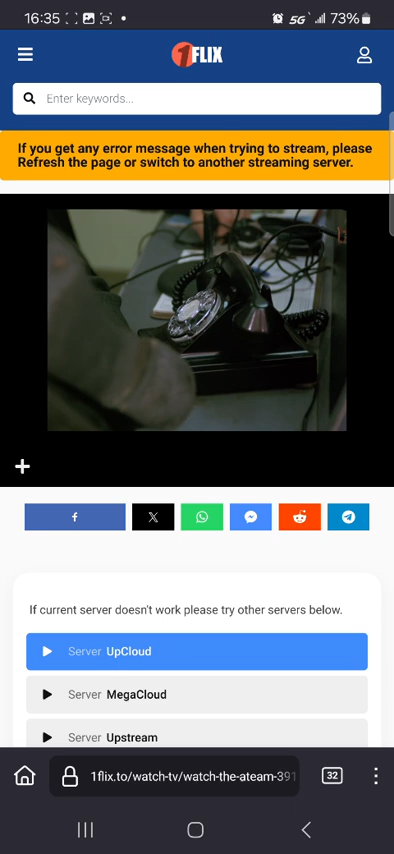 16:35
5G
73%
1FLIX
Enter keywords...
If you get any error message when trying to stream, please
Refresh the page or switch to another streaming server.
If current server doesn't work please try other servers below.
Server UpCloud
Server MegaCloud
Server Upstream
1flix.to/watch-tv/watch-the-ateam-391
32